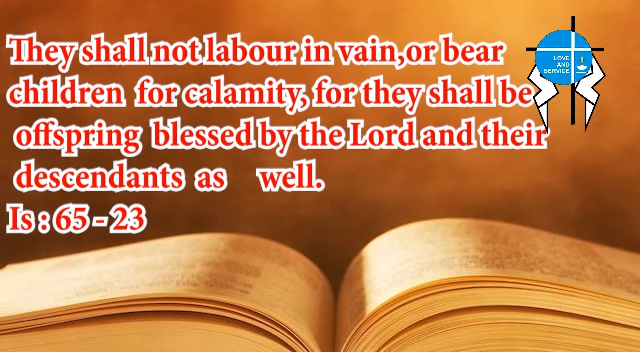 They shall not labour in vain,or bear
children for calamity, for they shall be
offspring blessed by the Lord and their
descendants as well.
Is : 65 - 23
LOVE
AND
SERVICE